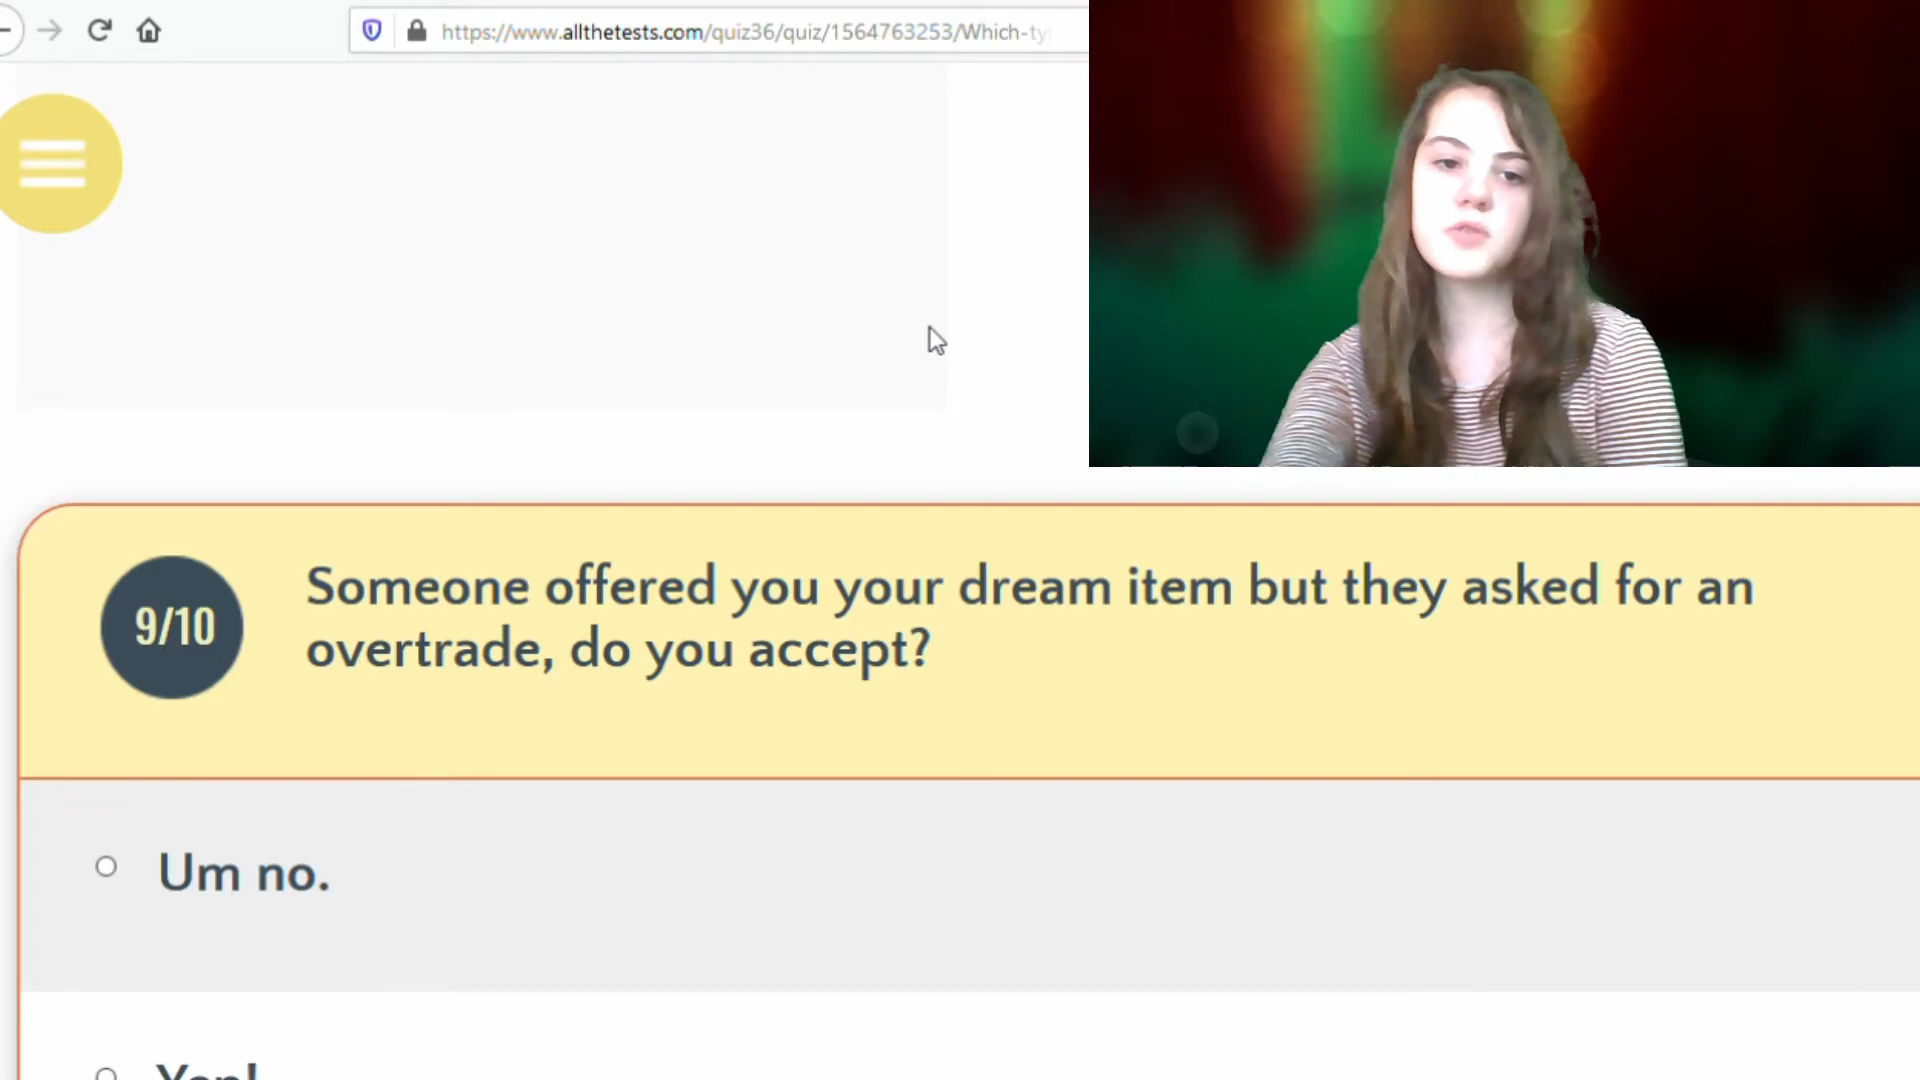 https://www.allthetests.com/quiz36/quiz/1564763253/Which-ty
9/10
Someone offered you your dream item but they asked for an
overtrade, do you accept?
Um no.
Yep!